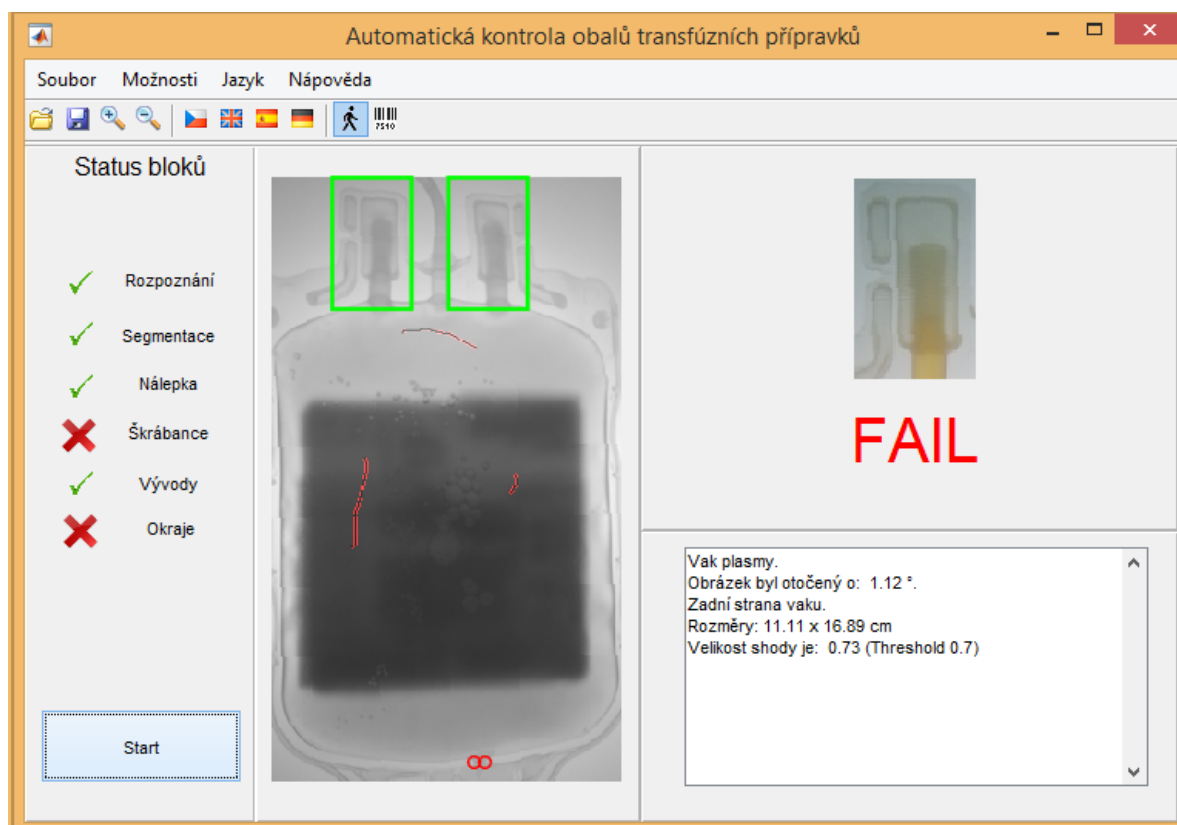 Automatická kontrola obalů transfúzních přípravků
Soubor Možnosti Jazyk Nápověda
7510
Status bloků
Rozpoznání
Segmentace
Nálepka
Škrábance
Vývody
Okraje
Start
FAIL
Vak plasmy.
Obrázek byl otočený o: 1.12 °.
Zadní strana vaku.
Rozměry: 11.11 x 16.89 cm
Velikost shody je: 0.73 (Threshold 0.7)